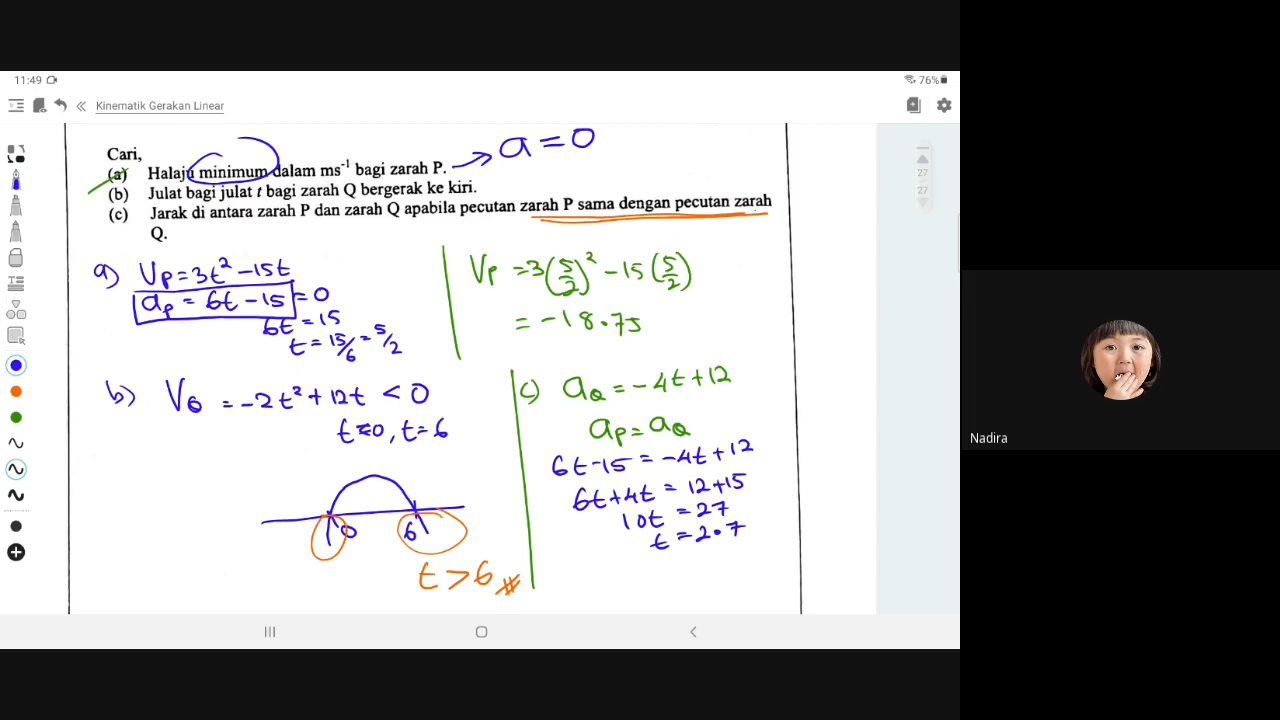 11:49
76%
Kinematik Gerakan Linear
27
27
Cari,
(a) Halaju minimum dalam ms⁻¹ bagi zarah P. → a = 0
(b) Julat bagi julat t bagi zarah Q bergerak ke kiri.
(c) Jarak di antara zarah P dan zarah Q apabila pecutan zarah P sama dengan pecutan zarah
Q.
a) Vp = 3t² - 15t
ap = 6t - 15 = 0
6t = 15
t = 15/6 = 5/2
Vp = 3(5/2)² - 15(5/2)
= -18.75
b) VQ = -2t² + 12t < 0
t=0, t=6
0 6
t > 6 #
c) aQ = -4t + 12
ap = aQ
6t - 15 = -4t + 12
6t + 4t = 12 + 15
10t = 27
t = 2.7
Nadira